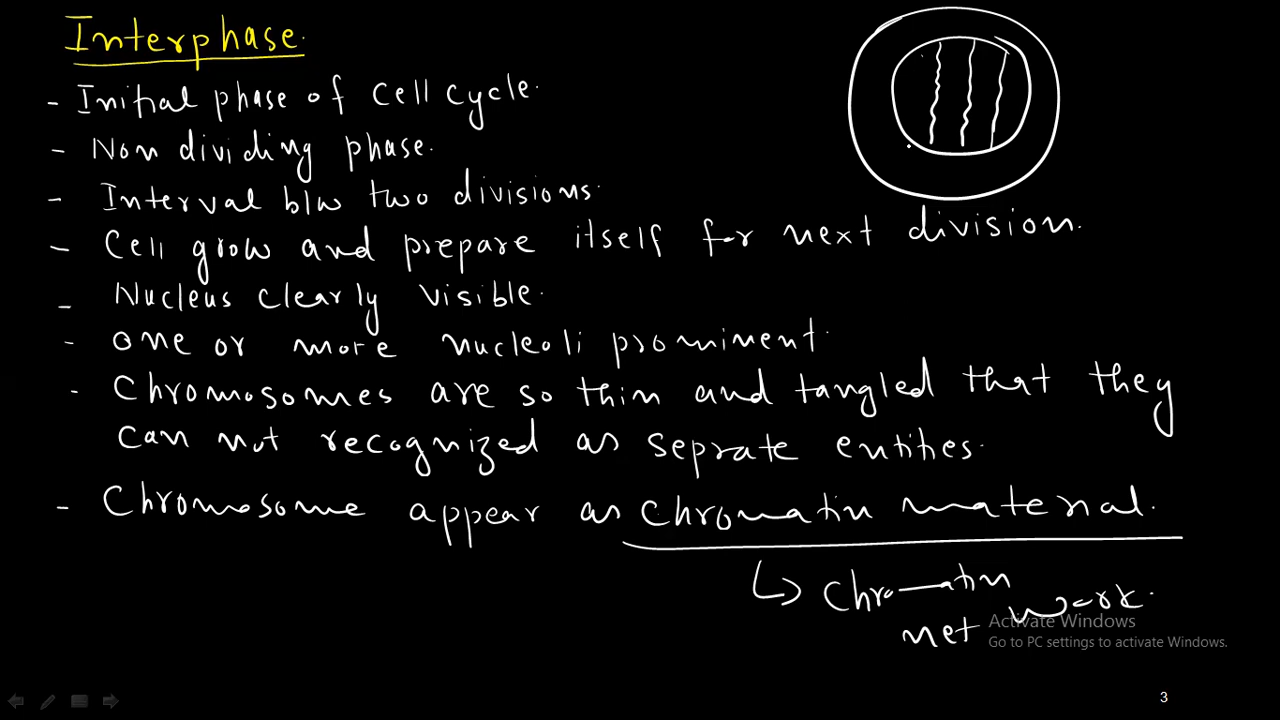 Interphase.
- Initial phase of cell cycle.
- Non dividing phase.
- Interval b/w two divisions.
- Cell grow and prepare itself for next division.
- Nucleus clearly visible.
- one or more nucleoli prominent.
- Chromosomes are so thin and tangled that they
can not recognized as seprate entities.
- Chromosome appear as chromatin material.
↳ chromatin
net work.
Activate Windows
Go to PC settings to activate Windows.
3